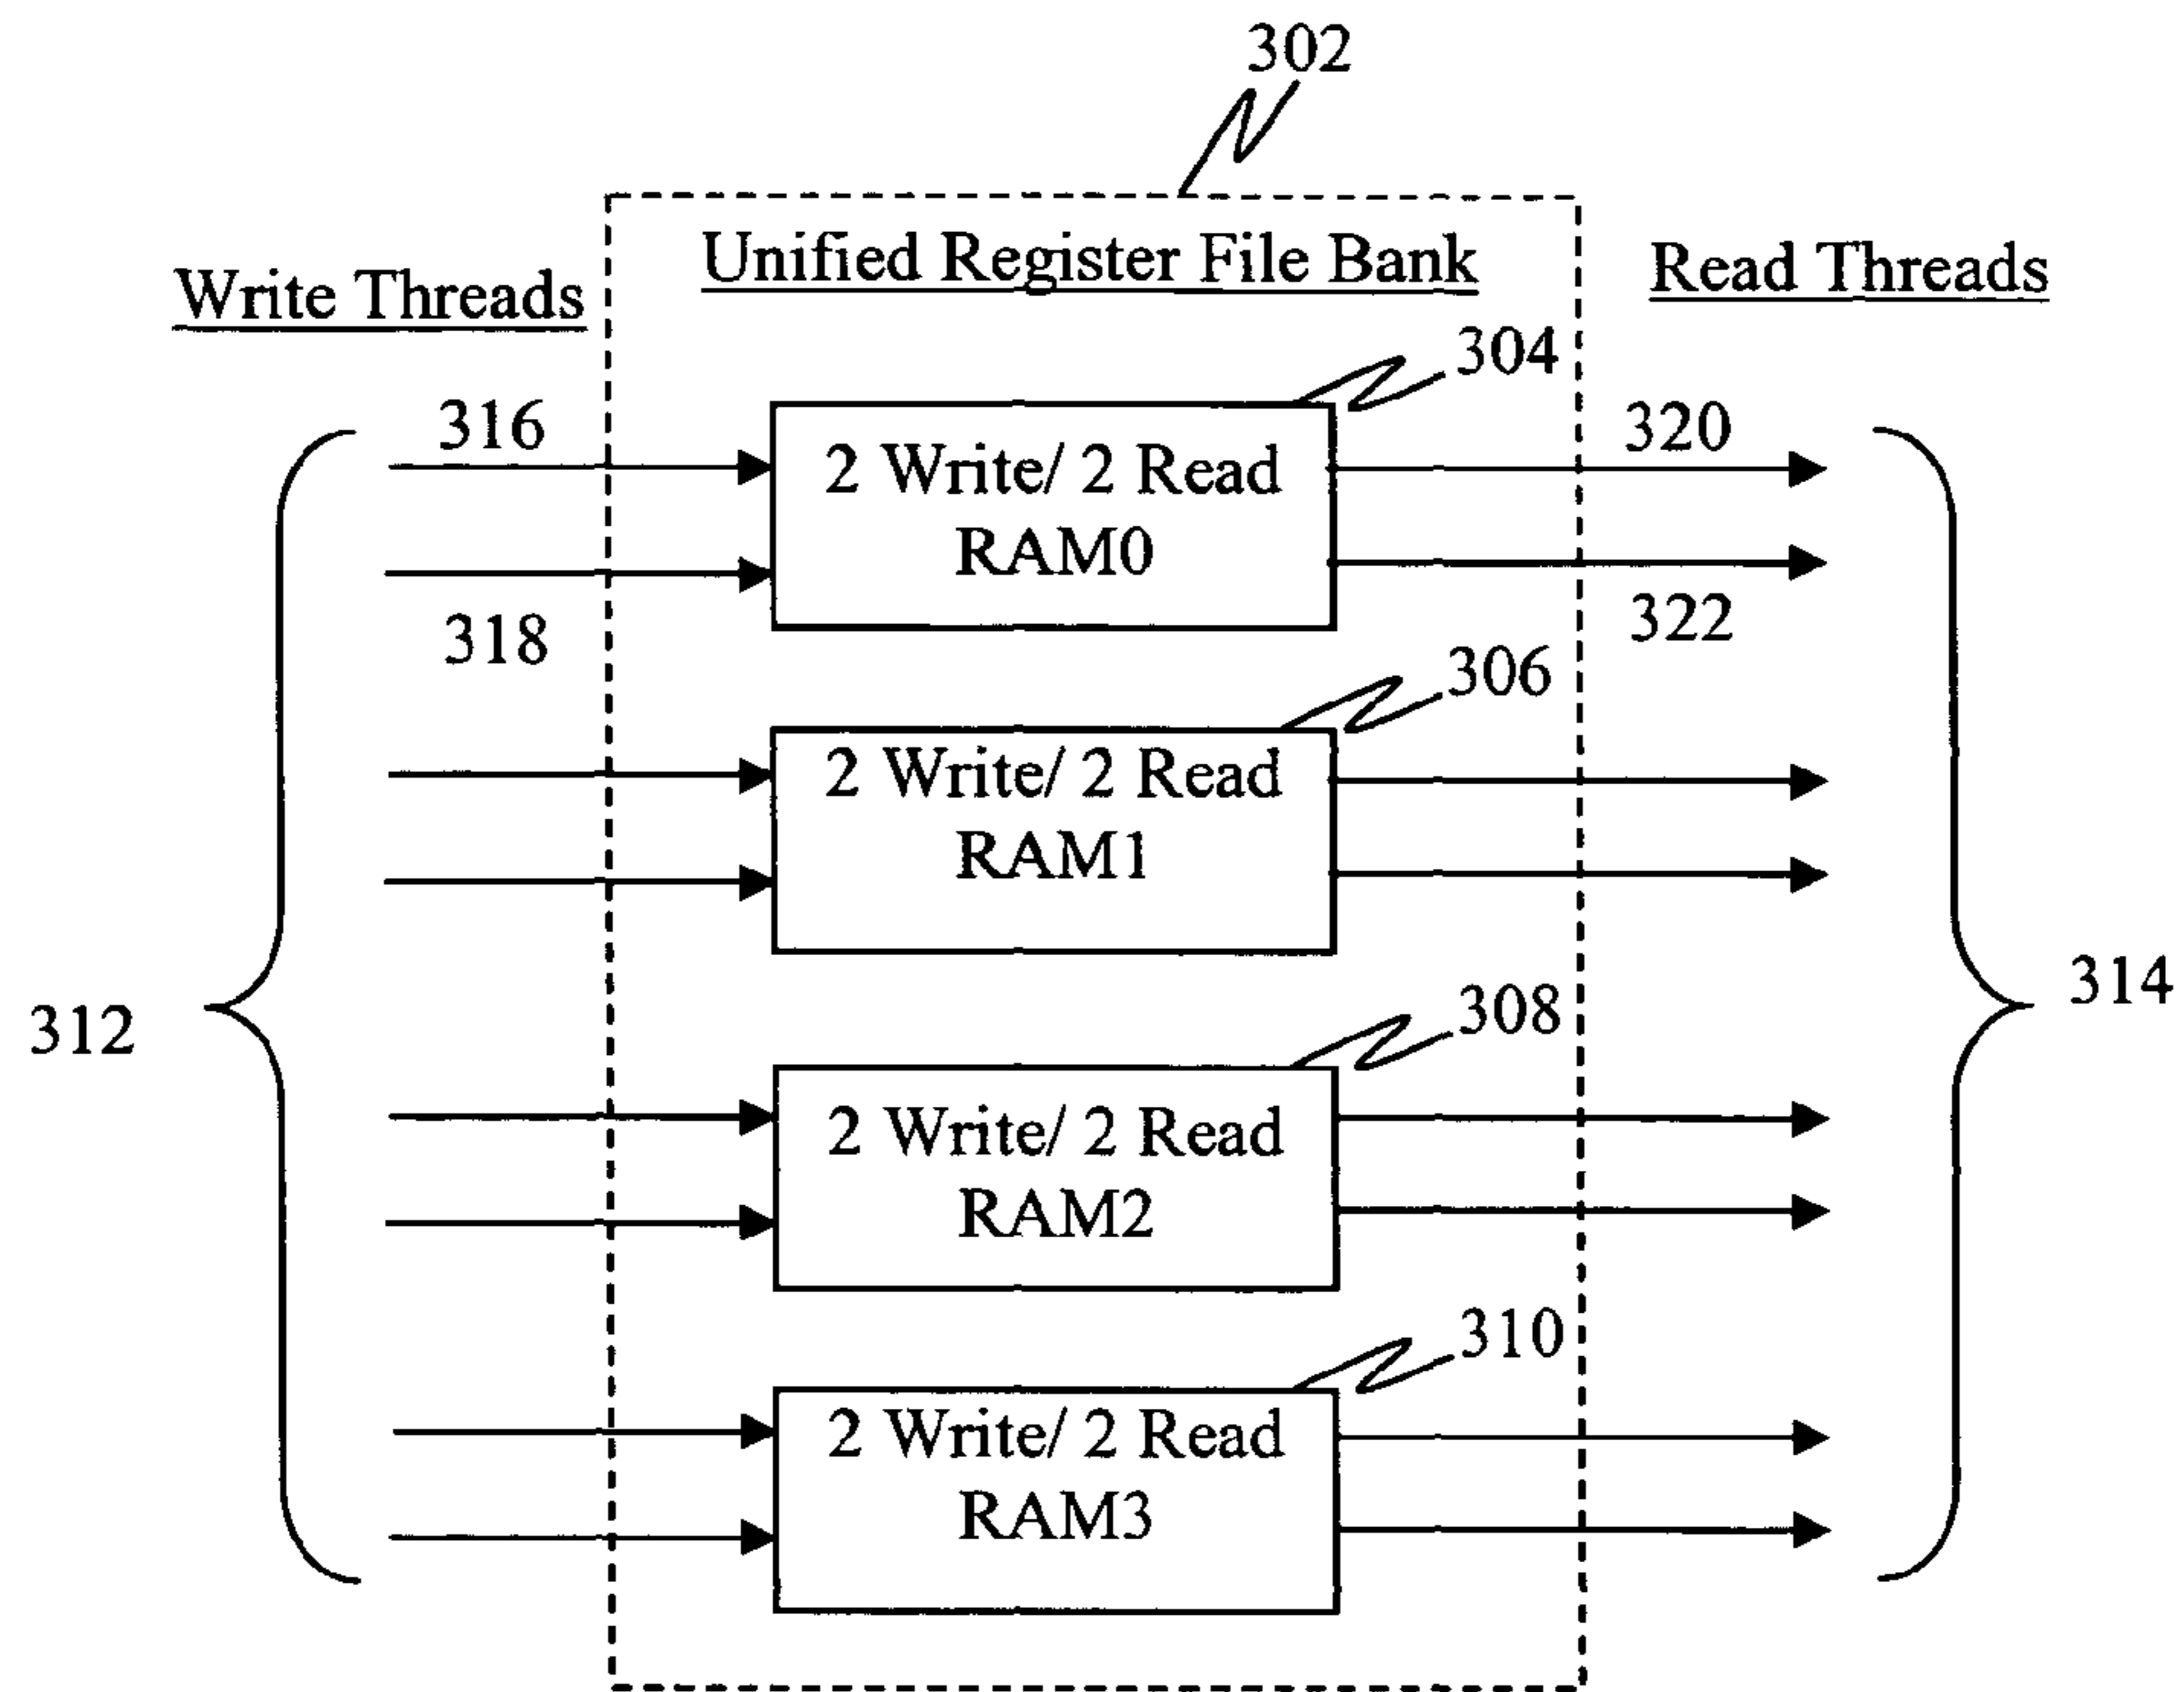 302
Unified Register File Bank
Write Threads
Read Threads
304
316
2 Write/ 2 Read
RAM0
320
318
322
306
2 Write/ 2 Read
RAM1
312
314
308
2 Write/ 2 Read
RAM2
310
2 Write/ 2 Read
RAM3